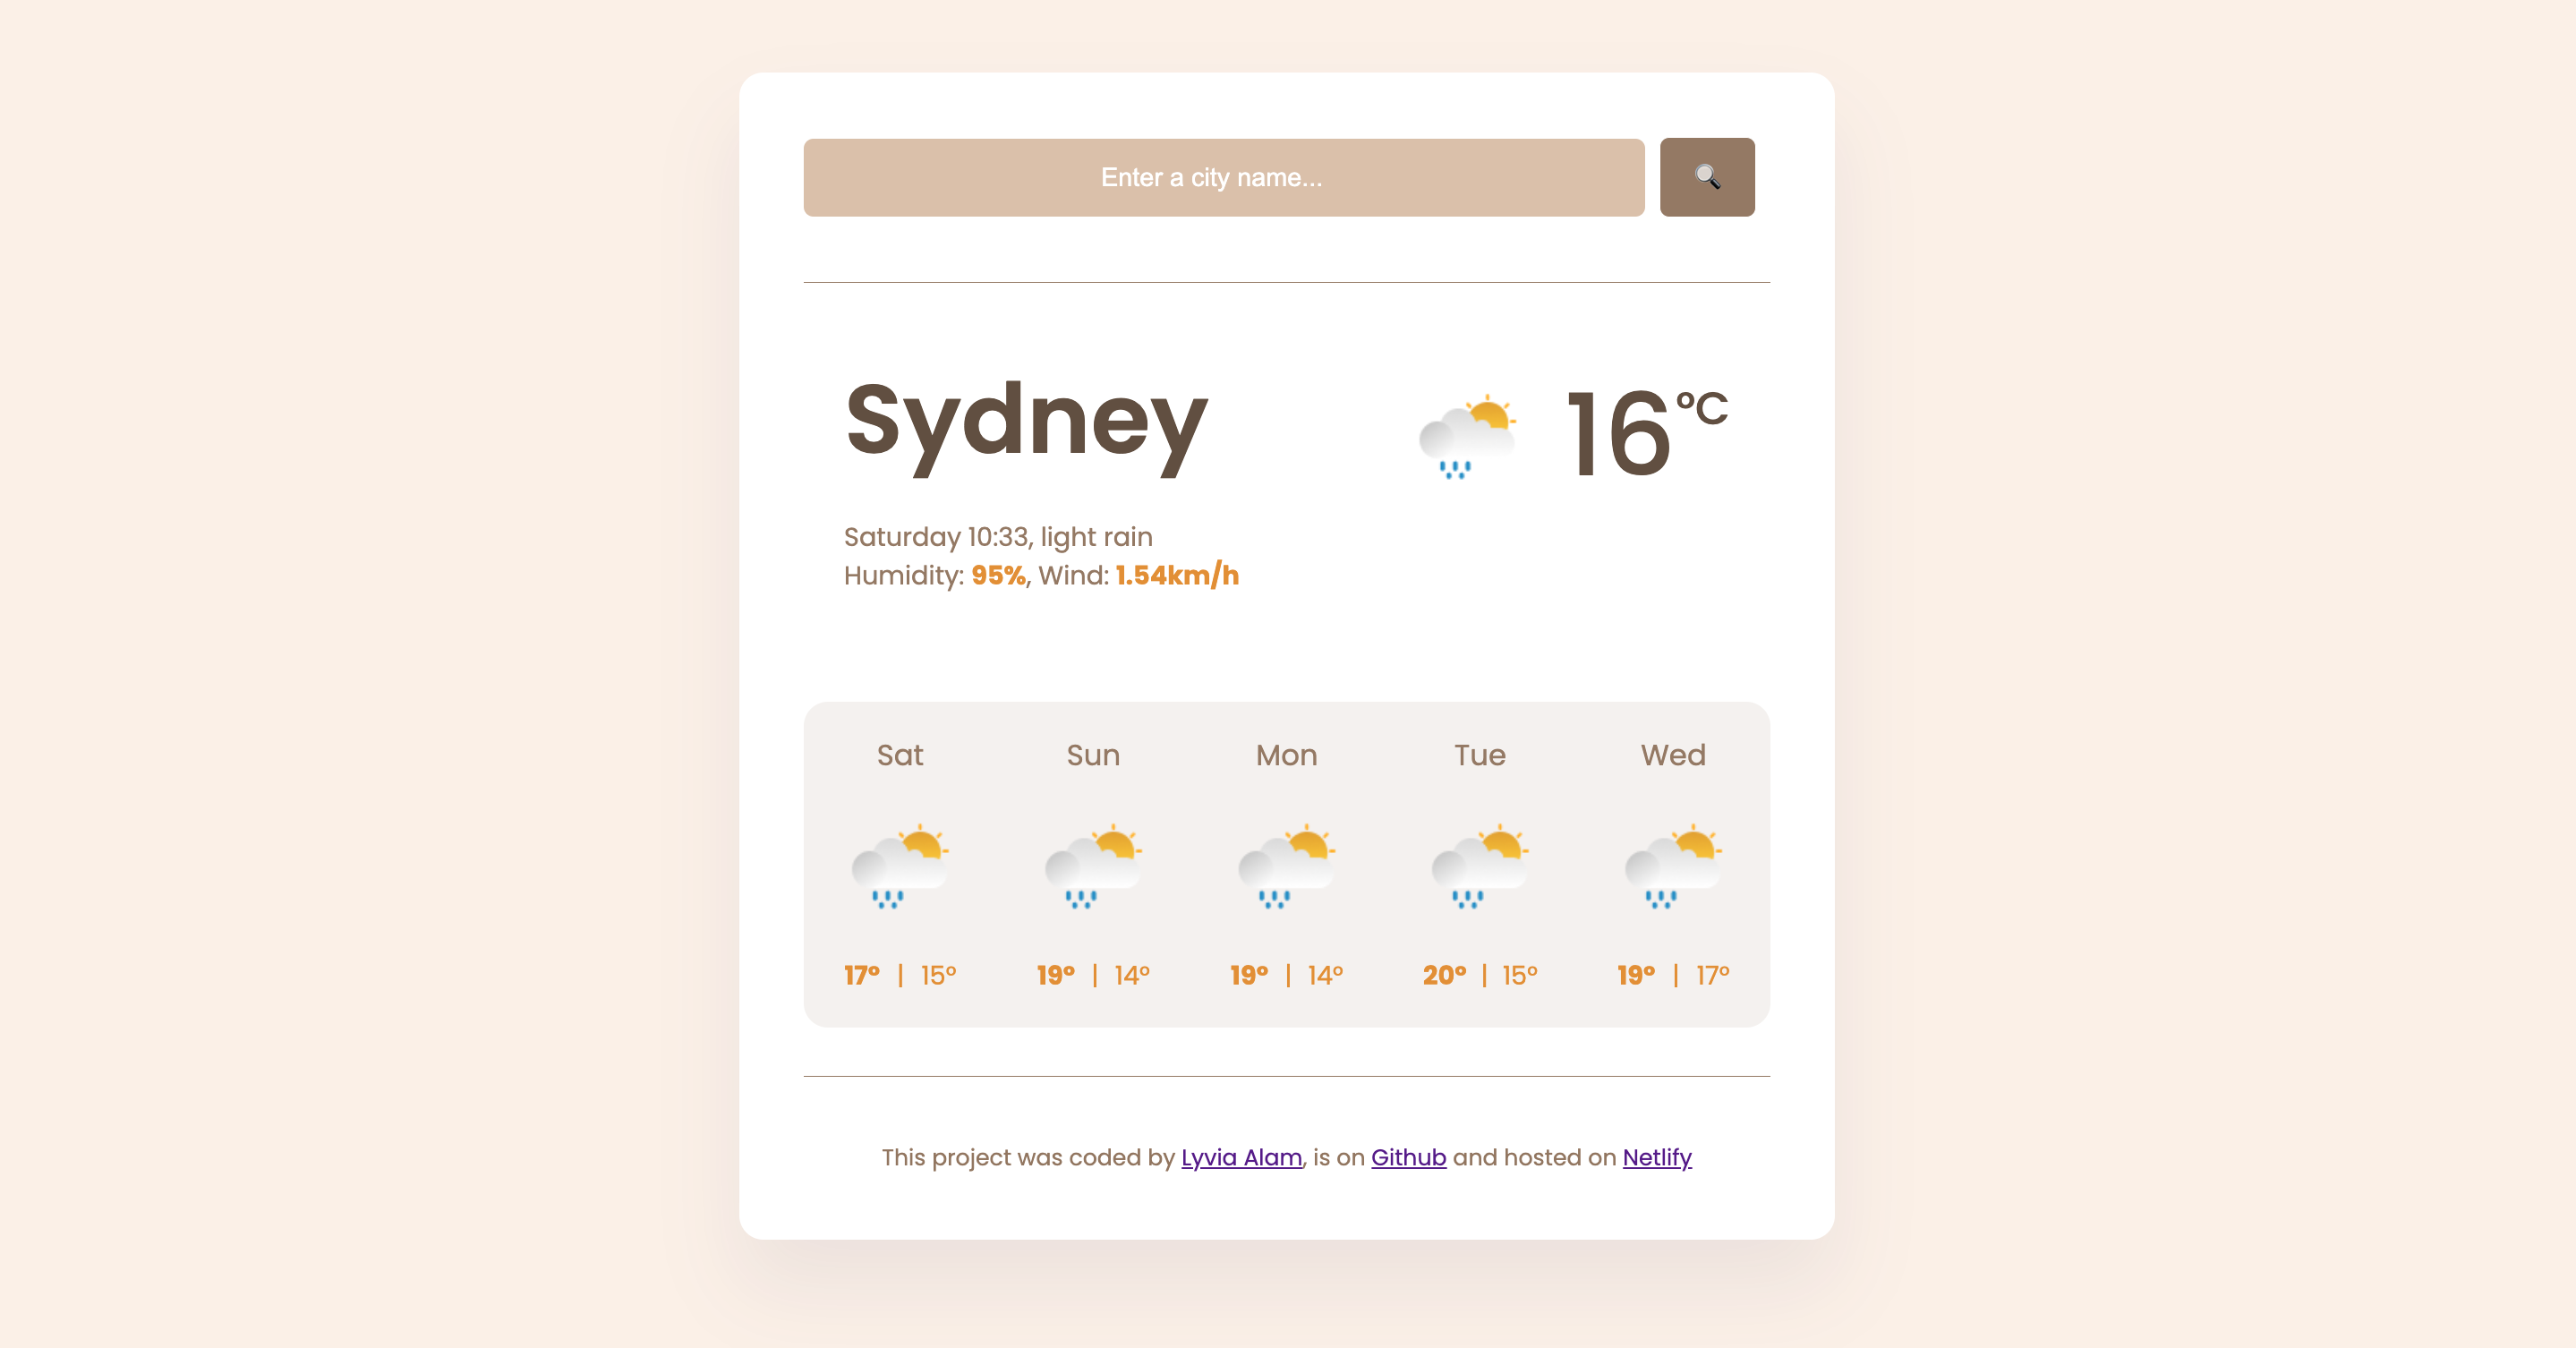 Enter a city name...
Sydney
16°C
Saturday 10:33, light rain
Humidity: 95%, Wind: 1.54km/h
Sat Sun Mon Tue Wed
17° | 15° 19° | 14° 19° | 14° 20° | 15° 19° | 17°
This project was coded by Lyvia Alam, is on Github and hosted on Netlify